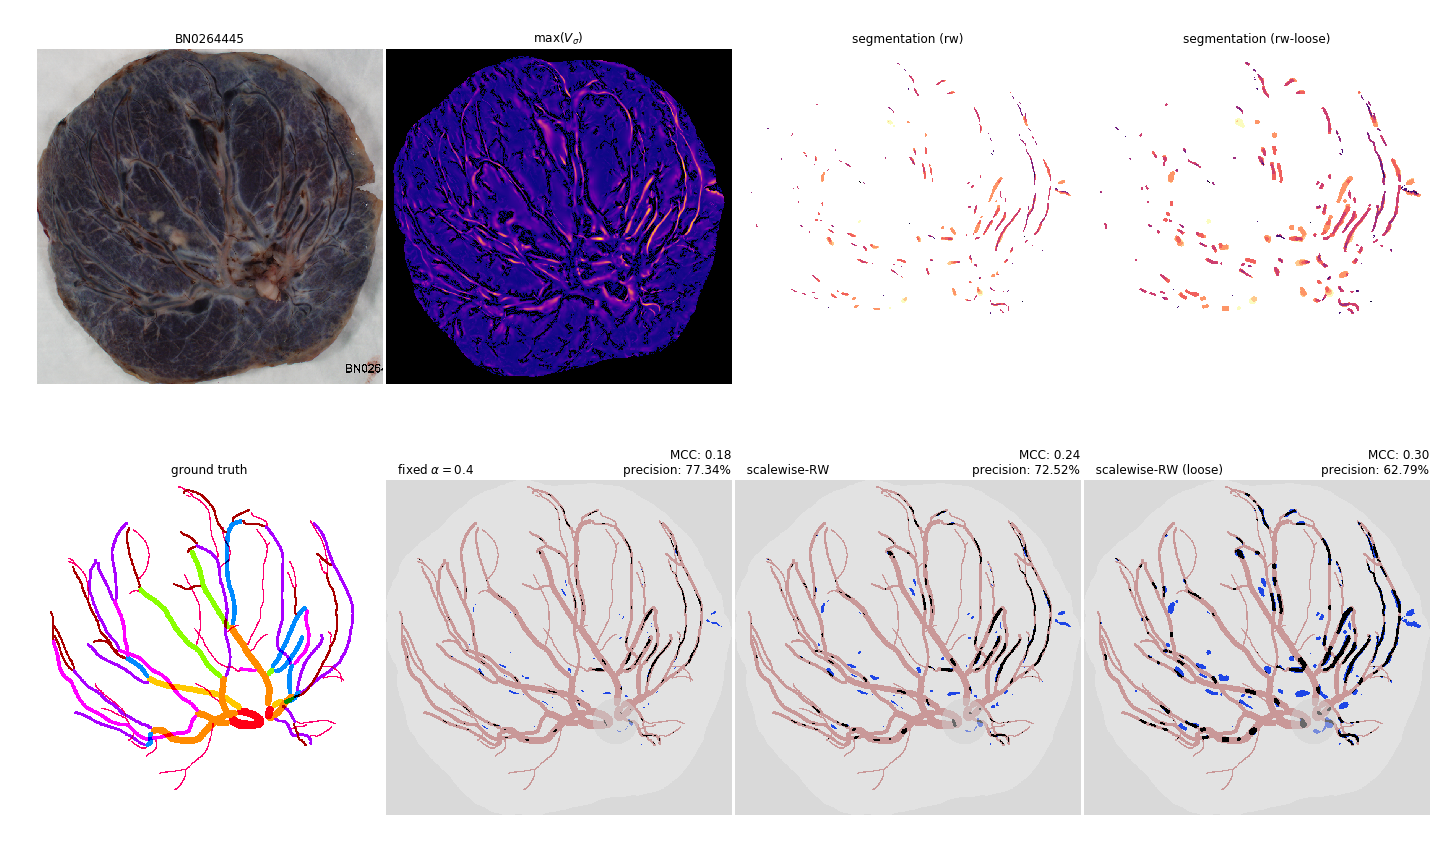 BN0264445
max(Vσ)
segmentation (rw)
segmentation (rw-loose)
BN026
ground truth
fixed α = 0.4
MCC: 0.18
precision: 77.34%
scalewise-RW
MCC: 0.24
precision: 72.52%
scalewise-RW (loose)
MCC: 0.30
precision: 62.79%